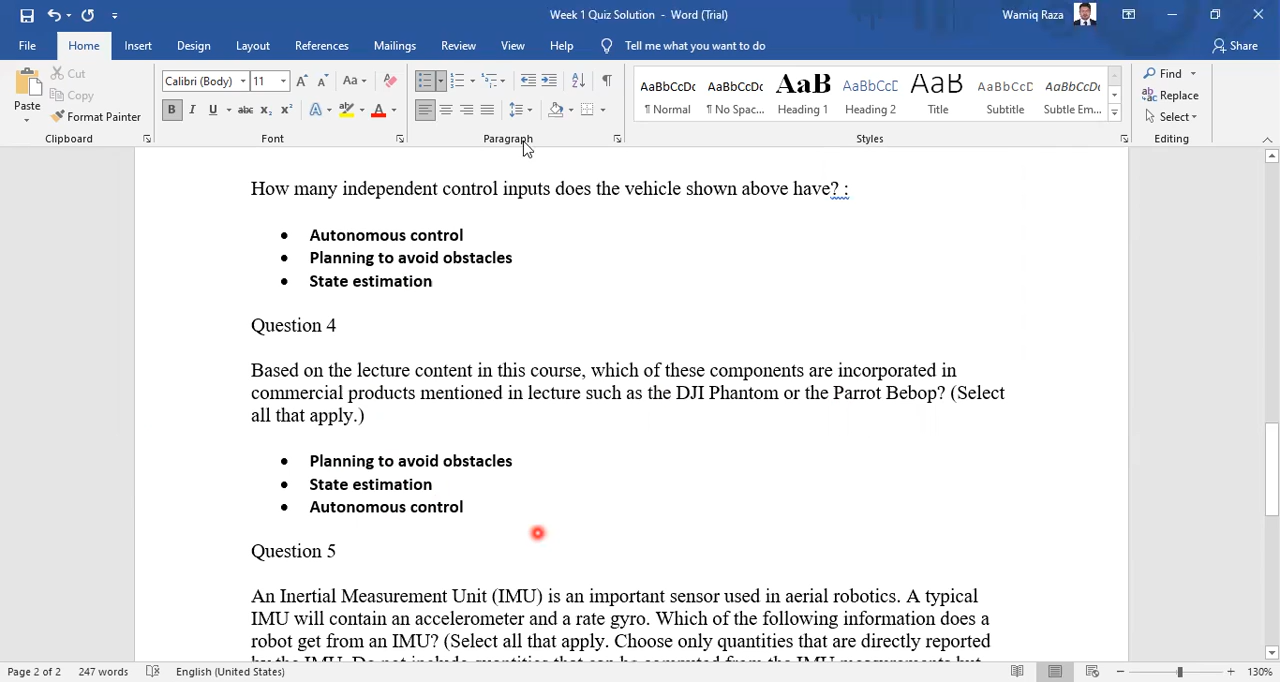 Week 1 Quiz Solution - Word (Trial)
Wamiq Raza
File Home Insert Design Layout References Mailings Review View Help Tell me what you want to do Share
Paste
Cut
Copy
Format Painter
Clipboard
Calibri (Body) 11
Font
Paragraph
AaBbCcDc AaBbCcDc AaB AaBbCcD AaB AaBbCcD AaBbCcDc
¶ Normal ¶ No Spac... Heading 1 Heading 2 Title Subtitle Subtle Em...
Styles
Find
Replace
Select
Editing
How many independent control inputs does the vehicle shown above have? :
• Autonomous control
• Planning to avoid obstacles
• State estimation
Question 4
Based on the lecture content in this course, which of these components are incorporated in
commercial products mentioned in lecture such as the DJI Phantom or the Parrot Bebop? (Select
all that apply.)
• Planning to avoid obstacles
• State estimation
• Autonomous control
Question 5
An Inertial Measurement Unit (IMU) is an important sensor used in aerial robotics. A typical
IMU will contain an accelerometer and a rate gyro. Which of the following information does a
robot get from an IMU? (Select all that apply. Choose only quantities that are directly reported
by the IMU. Do not include quantities that can be computed from the IMU measurements but
Page 2 of 2 247 words English (United States) 130%